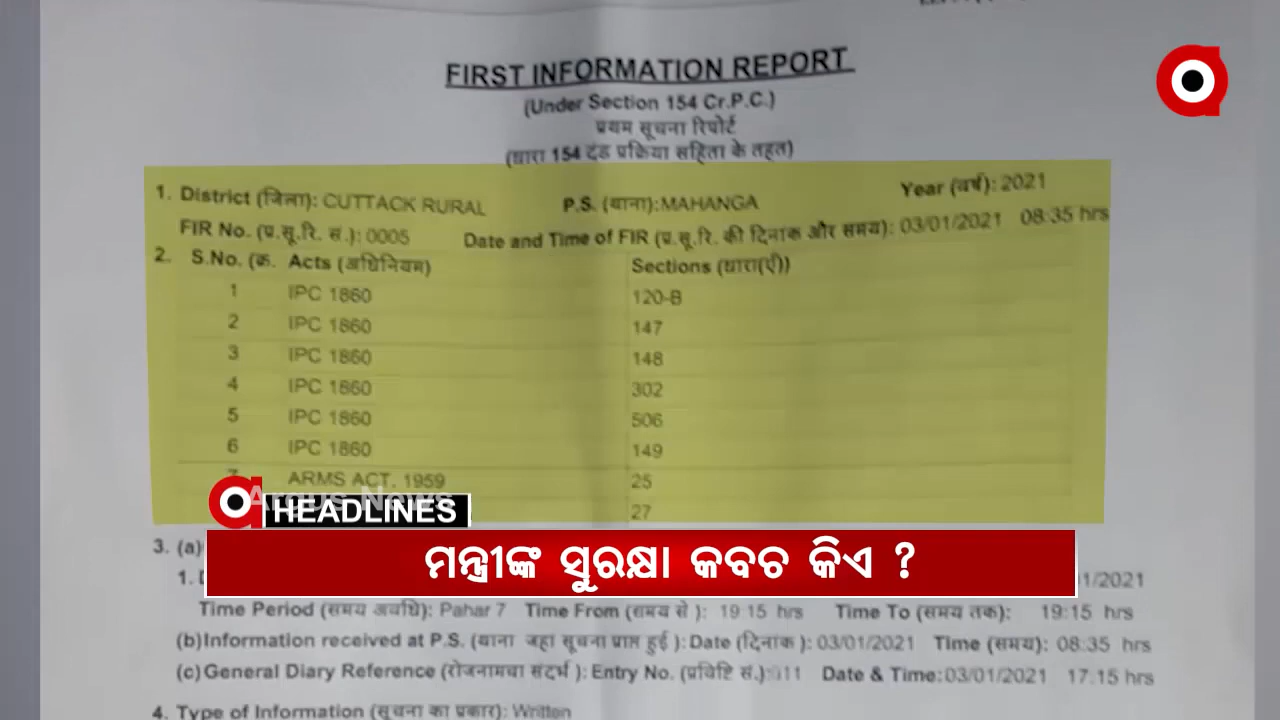 FIRST INFORMATION REPORT
(Under Section 154 Cr.P.C.)
प्रथम सूचना रिपोर्ट
(धारा 154 दंड प्रक्रिया सहिता के तहत)
1. District (जिला): CUTTACK RURAL P.S. (थाना): MAHANGA Year (वर्ष): 2021
FIR No. (प्र.सू.रि. सं.): 0005 Date and Time of FIR (प्र.सू.रि. की दिनांक और समय): 03/01/2021 08:35 hrs
2. S.No. (क्र. Acts (अधिनियम) Sections (धारा(एँ))
1 IPC 1860 120-B
2 IPC 1860 147
3 IPC 1860 148
4 IPC 1860 302
5 IPC 1860 506
6 IPC 1860 149
7 ARMS ACT, 1959 25
27
Argus News
HEADLINES
3. (a)
ମନ୍ତ୍ରୀଙ୍କ ସୁରକ୍ଷା କବଚ କିଏ ?
1. /2021
Time Period (समय अवधि): Pahar 7 Time From (समय से ): 19:15 hrs Time To (समय तक): 19:15 hrs
(b) Information received at P.S. (थाना जहा सूचना प्राप्त हुई ): Date (दिनांक ): 03/01/2021 Time (समय): 08:35 hrs
(c) General Diary Reference (रोजनामचा संदर्भ ): Entry No. (प्रविष्टि सं.): 011 Date & Time: 03/01/2021 17:15 hrs
4. Type of Information (सूचना का प्रकार): Written